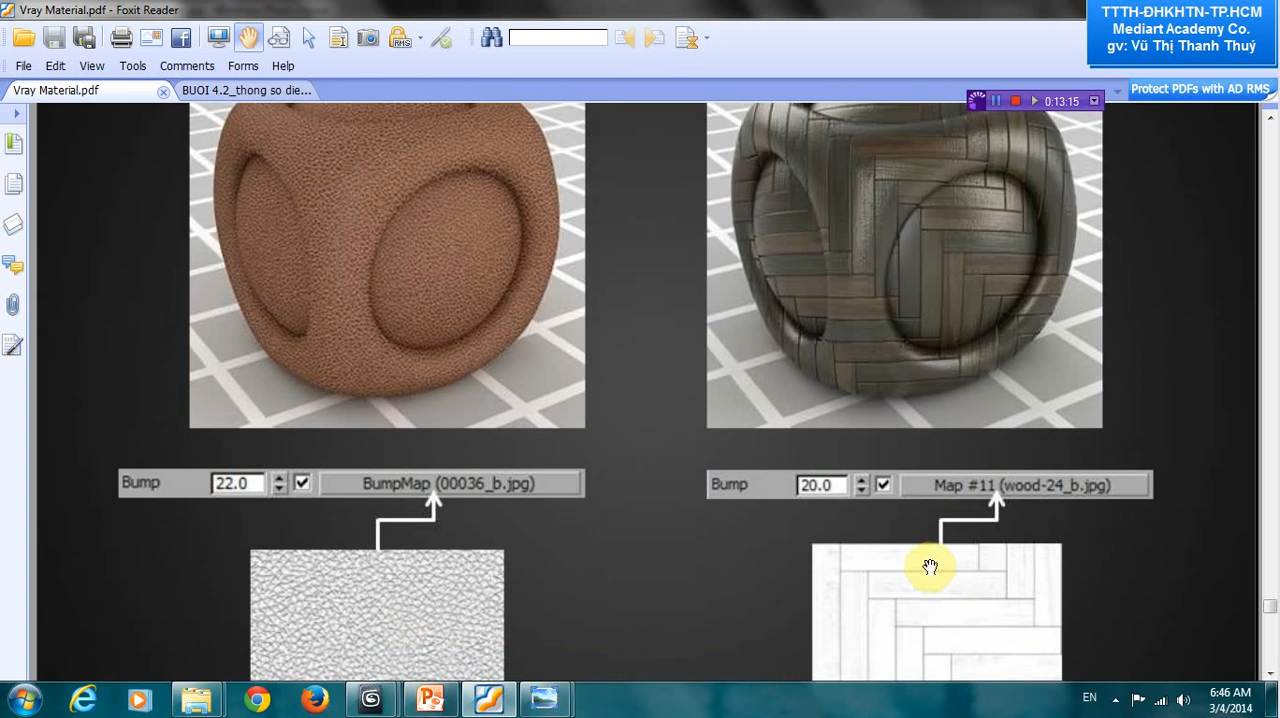 Vray Material.pdf - Foxit Reader
TTTH-ĐHKHTN-TP.HCM
Mediart Academy Co.
gv: Vũ Thị Thanh Thuý
RMS
File Edit View Tools Comments Forms Help
Vray Material.pdf
BUOI 4.2_thong so die...
Protect PDFs with AD RMS
0:13:15
Bump 22.0 BumpMap (00036_b.jpg)
Bump 20.0 Map #11 (wood-24_b.jpg)
EN
6:46 AM
3/4/2014